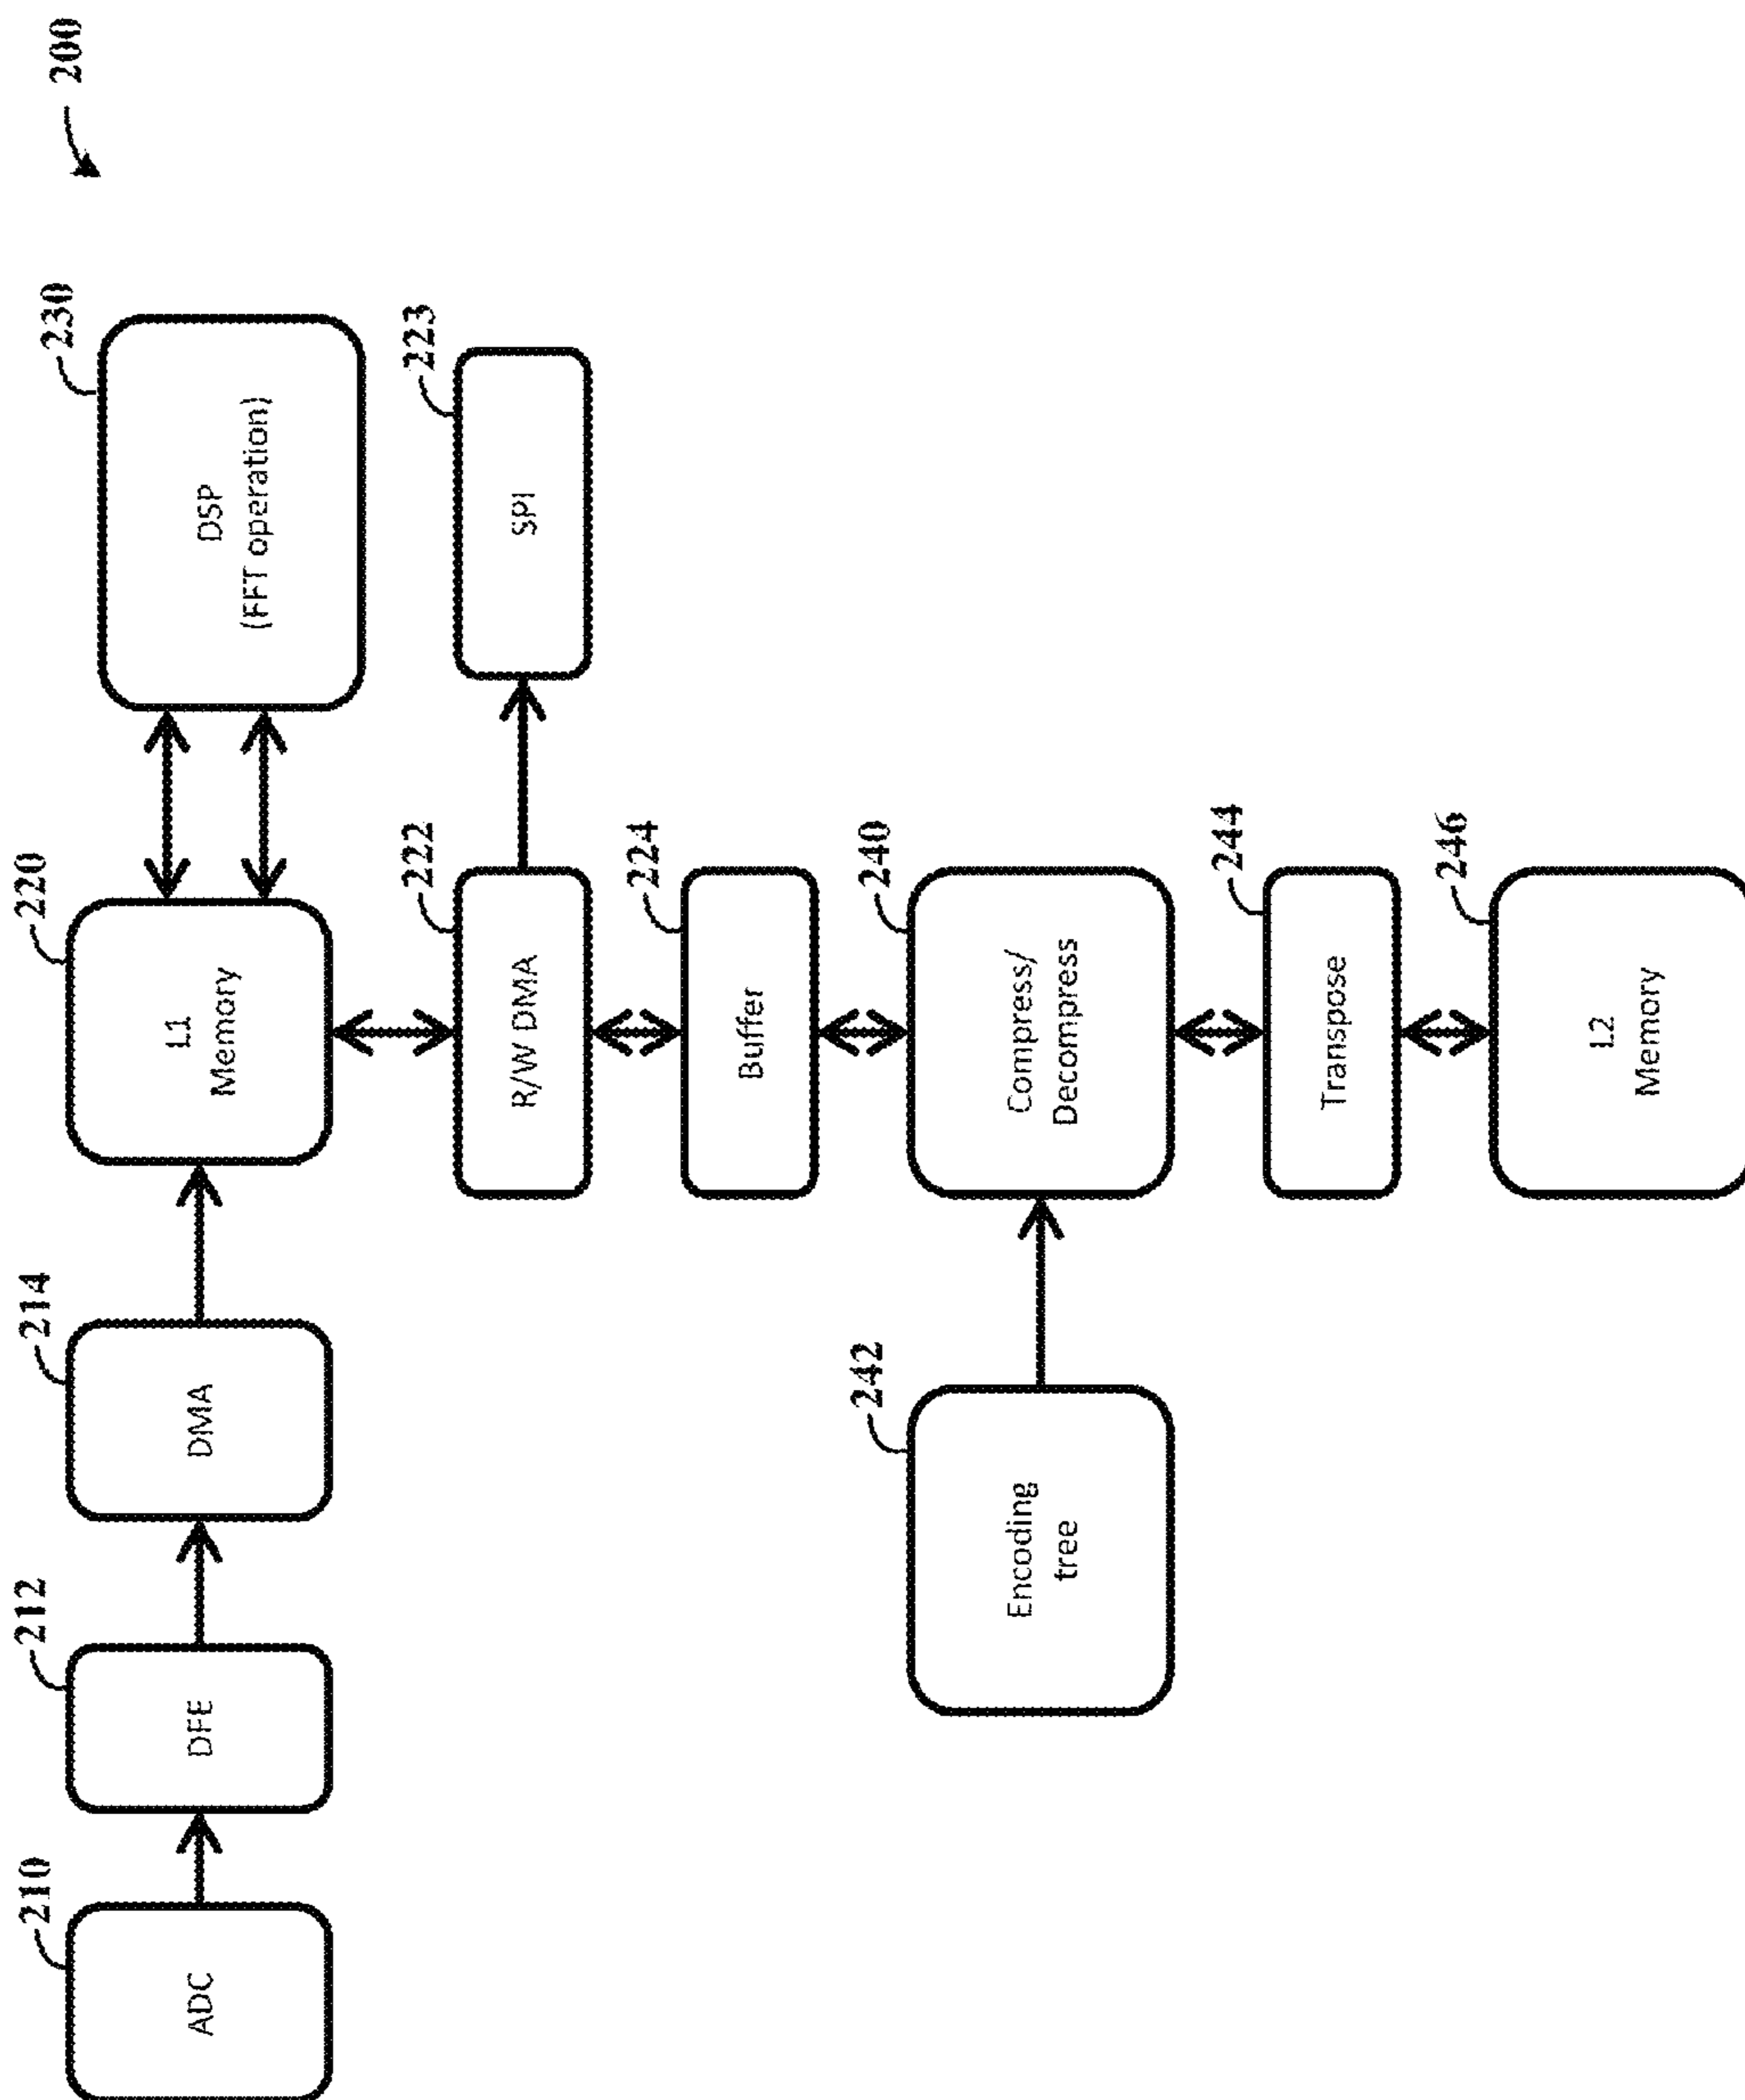 200
210
ADC
212
DFE
214
DMA
220
L1
Memory
230
DSP
(FFT operation)
222
R/W DMA
223
SPI
224
Buffer
242
Encoding
tree
240
Compress/
Decompress
244
Transpose
246
L2
Memory